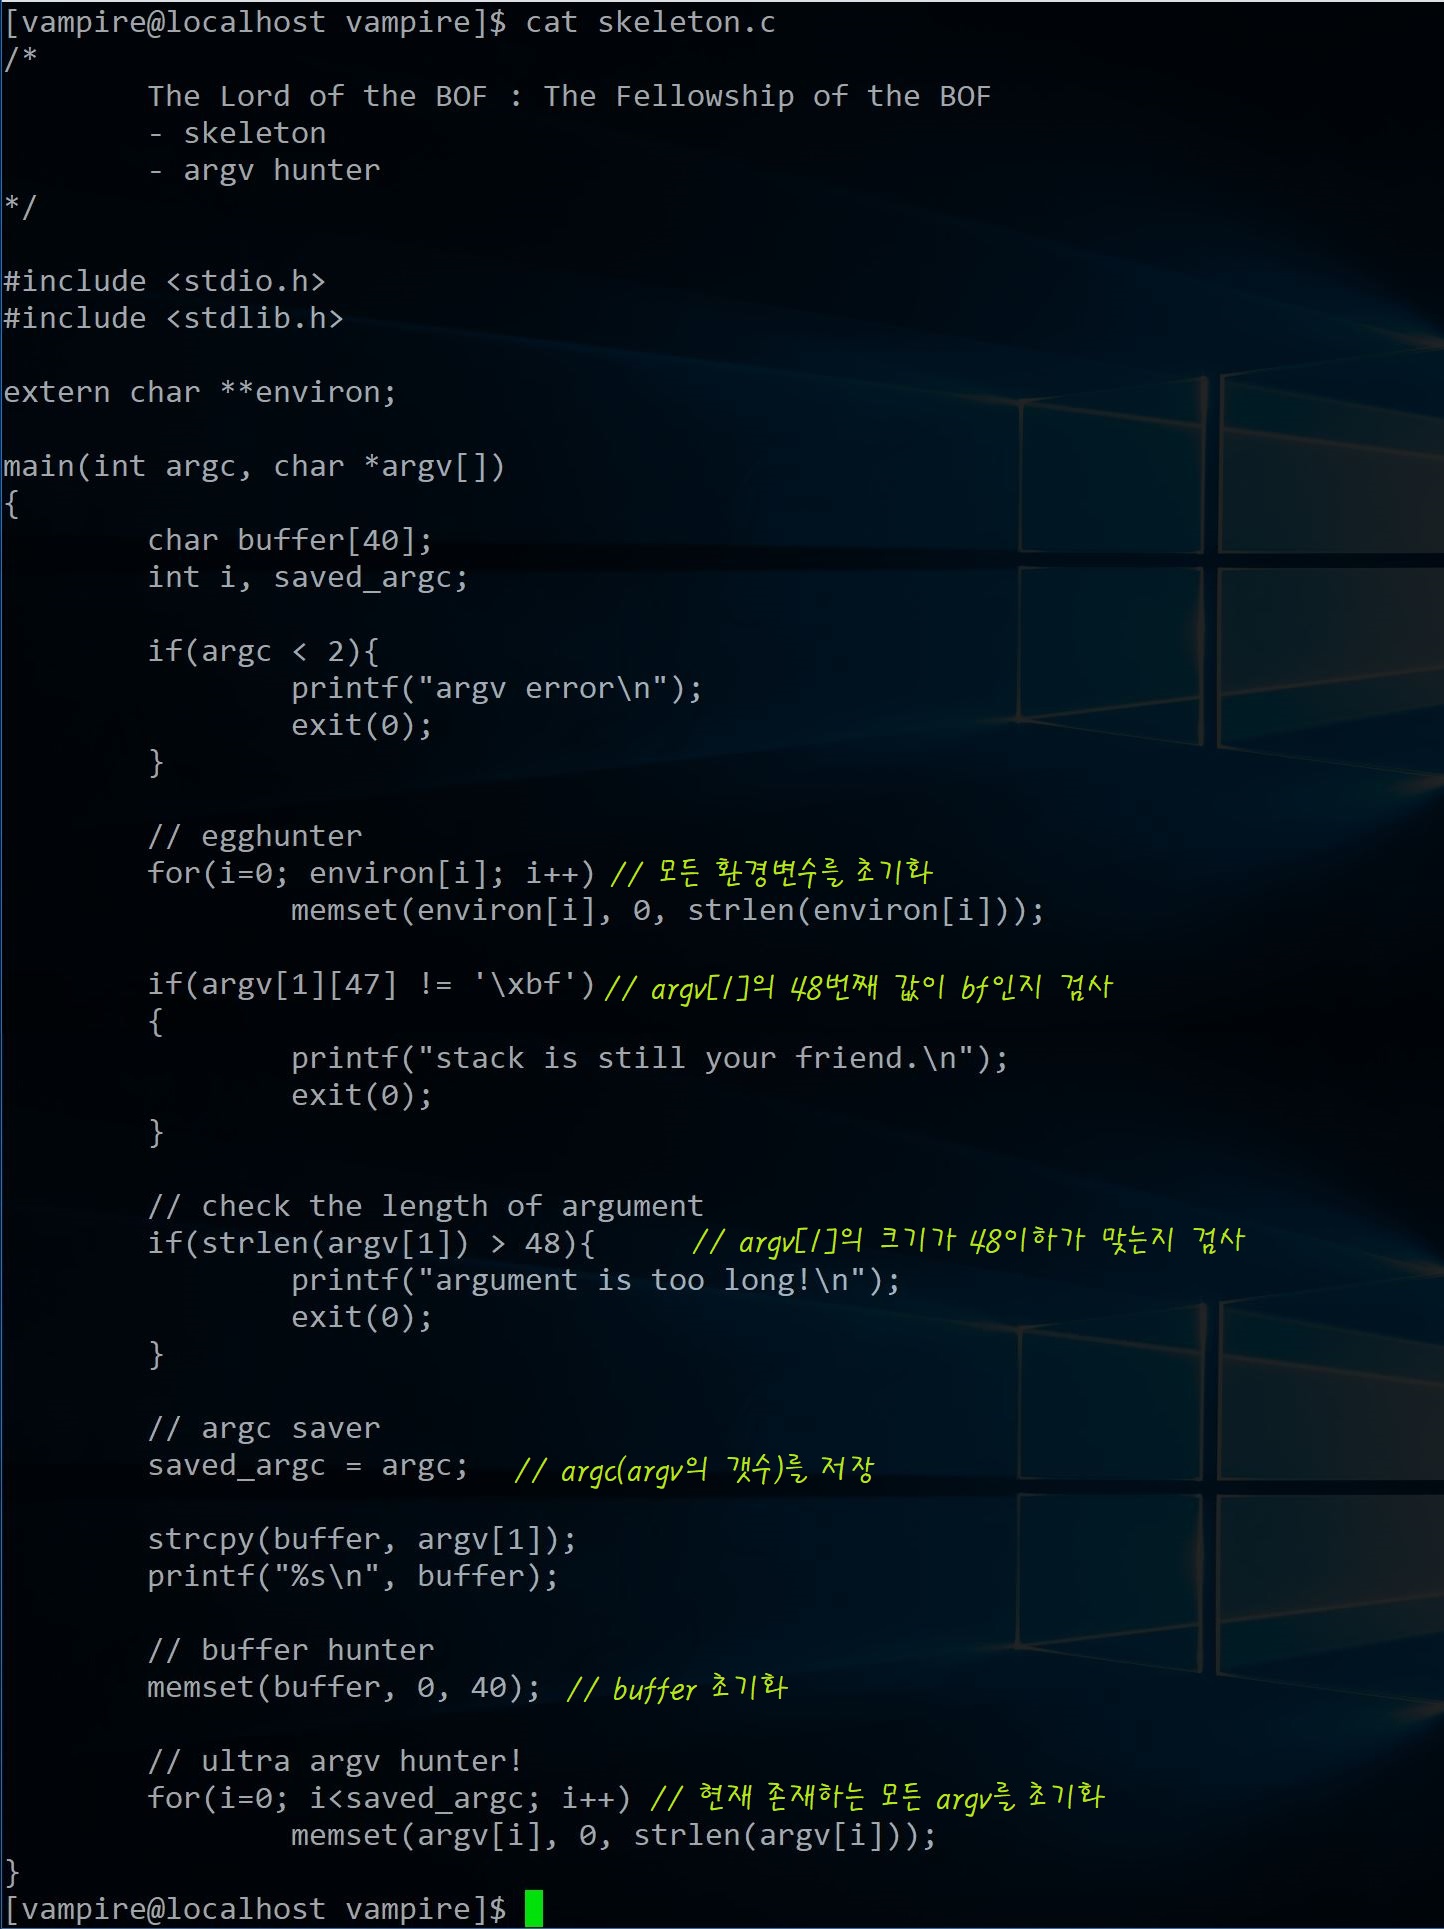 [vampire@localhost vampire]$ cat skeleton.c
/*
        The Lord of the BOF : The Fellowship of the BOF
        - skeleton
        - argv hunter
*/
#include <stdio.h>
#include <stdlib.h>
extern char **environ;
main(int argc, char *argv[])
{
        char buffer[40];
        int i, saved_argc;
        if(argc < 2){
                printf("argv error\n");
                exit(0);
        }
        // egghunter
        for(i=0; environ[i]; i++) // 모든 환경변수를 초기화
                memset(environ[i], 0, strlen(environ[i]));
        if(argv[1][47] != '\xbf') // argv[1]의 48번째 값이 bf인지 검사
        {
                printf("stack is still your friend.\n");
                exit(0);
        }
        // check the length of argument
        if(strlen(argv[1]) > 48){ // argv[1]의 크기가 48이하가 맞는지 검사
                printf("argument is too long!\n");
                exit(0);
        }
        // argc saver
        saved_argc = argc; // argc(argv의 갯수)를 저장
        strcpy(buffer, argv[1]);
        printf("%s\n", buffer);
        // buffer hunter
        memset(buffer, 0, 40); // buffer 초기화
        // ultra argv hunter!
        for(i=0; i<saved_argc; i++) // 현재 존재하는 모든 argv를 초기화
                memset(argv[i], 0, strlen(argv[i]));
}
[vampire@localhost vampire]$